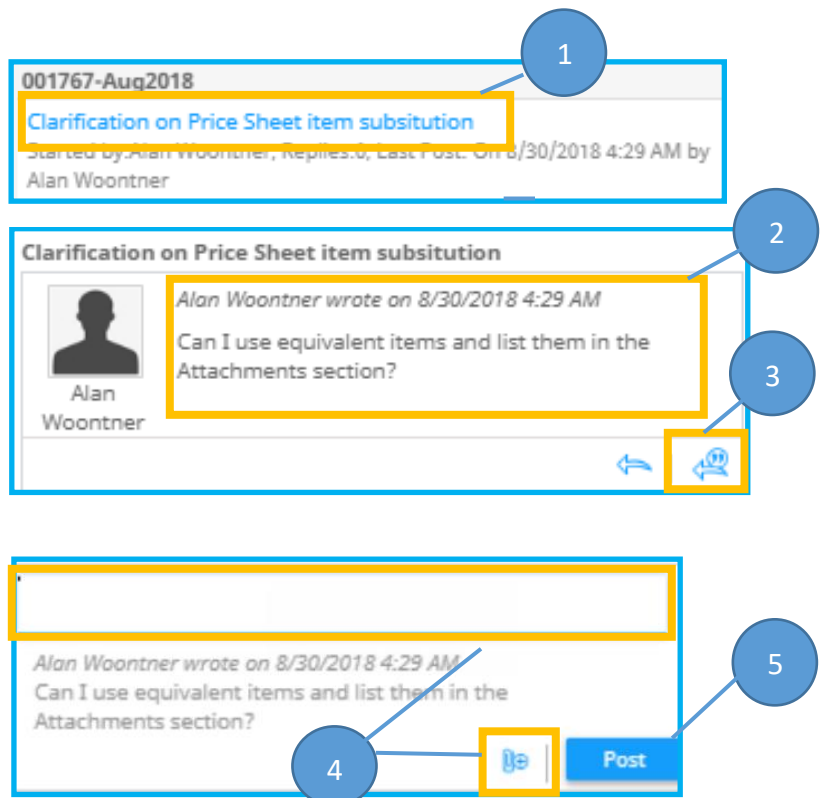 1
001767-Aug2018
Clarification on Price Sheet item subsitution
Started by:Alan Woontner, Replies:0, Last Post: On 8/30/2018 4:29 AM by
Alan Woontner
2
Clarification on Price Sheet item subsitution
Alan Woontner wrote on 8/30/2018 4:29 AM
Can I use equivalent items and list them in the
Attachments section?
Alan
Woontner
3
Alan Woontner wrote on 8/30/2018 4:29 AM
Can I use equivalent items and list them in the
Attachments section?
5
4
Post